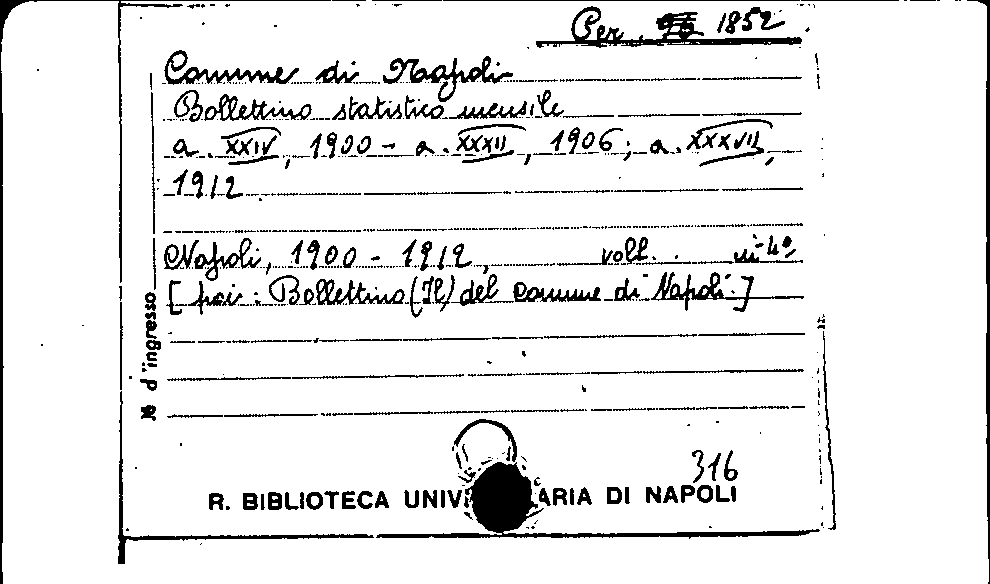 Per. 1852
Comune di Napoli
Bollettino statistico mensile
a. XXIV, 1900 - a. XXXII, 1906; a. XXXVII,
1912
Napoli, 1900 - 1912, voll. . in-4º
[poi: Bollettino (Il) del Comune di Napoli.]
№ d'ingresso
316
R. BIBLIOTECA UNIV ARIA DI NAPOLI